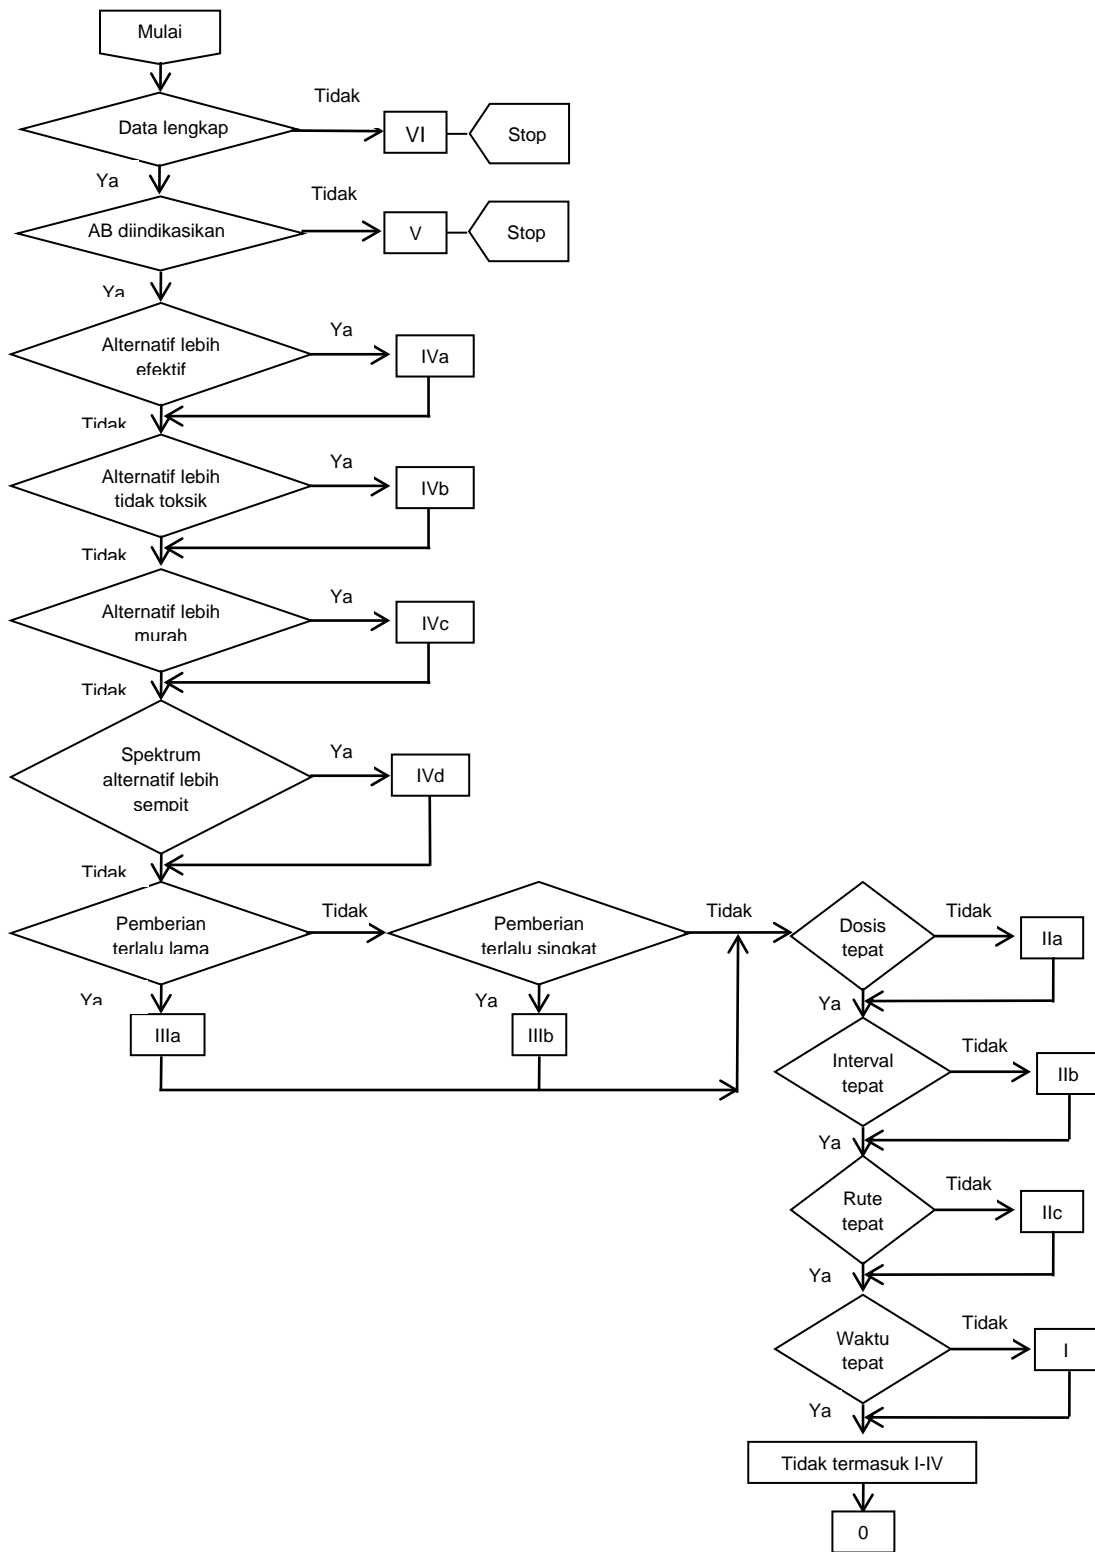 Mulai
Tidak
Data lengkap
VI
Stop
Ya
Tidak
AB diindikasikan
V
Stop
Ya
Alternatif lebih
efektif
Ya
IVa
Tidak
Alternatif lebih
tidak toksik
Ya
IVb
Tidak
Alternatif lebih
murah
Ya
IVc
Tidak
Spektrum
alternatif lebih
sempit
Ya
IVd
Tidak
Pemberian
terlalu lama
Tidak
Pemberian
terlalu singkat
Tidak
Dosis
tepat
Tidak
IIa
Ya
IIIa
Ya
IIIb
Ya
Interval
tepat
Tidak
IIb
Ya
Rute
tepat
Tidak
IIc
Ya
Waktu
tepat
Tidak
I
Ya
Tidak termasuk I-IV
0